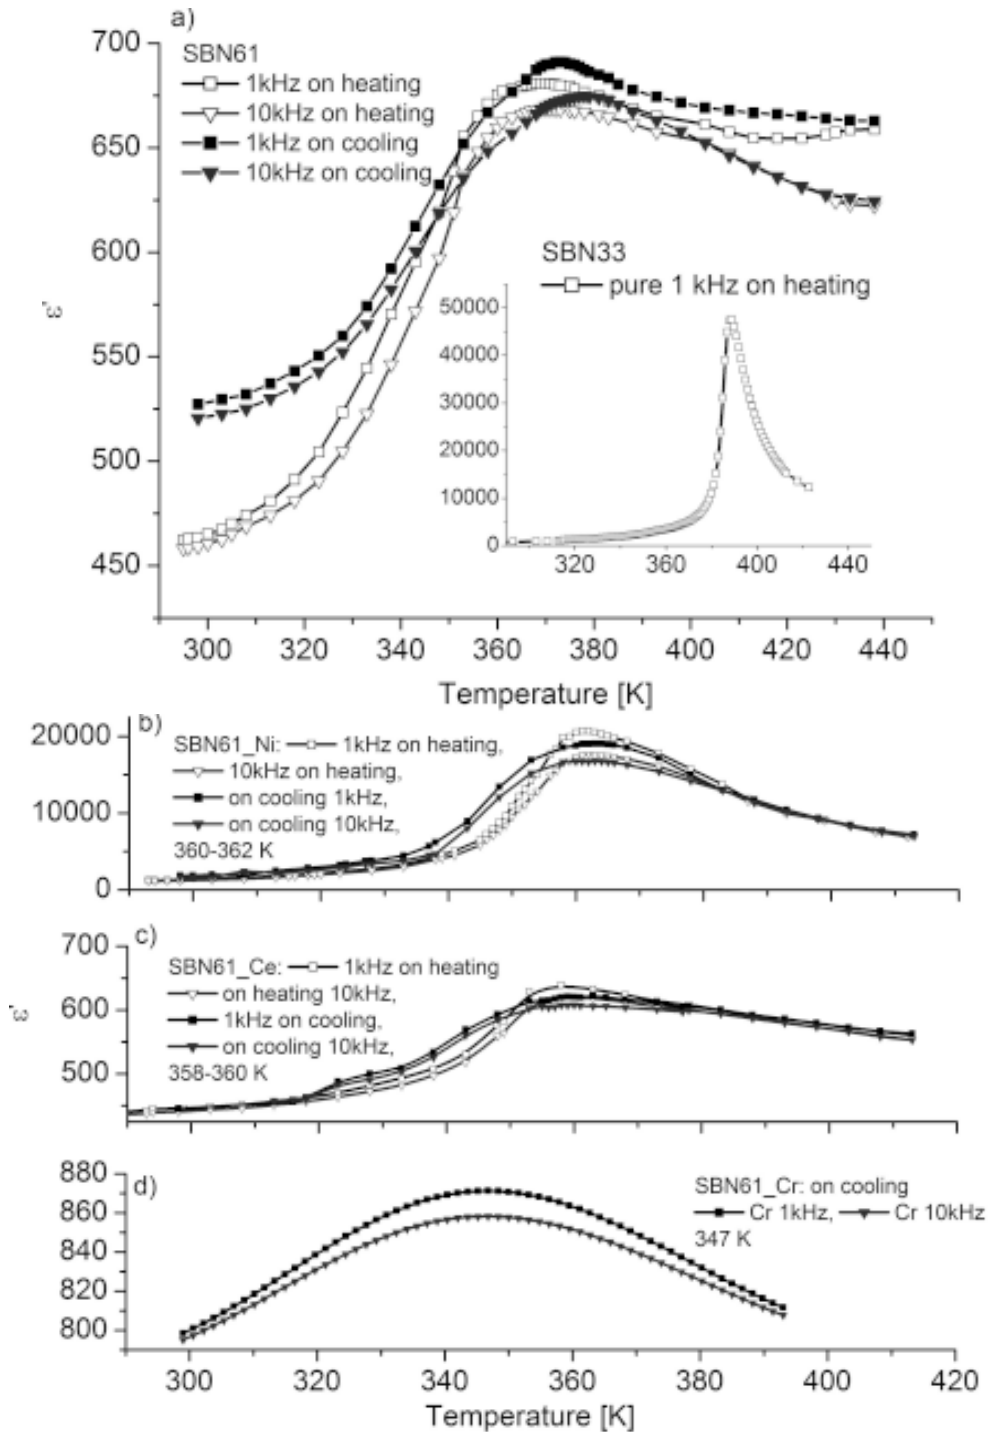 a)
SBN61
1kHz on heating
10kHz on heating
1kHz on cooling
10kHz on cooling
700
650
600
550
500
450
ε'
SBN33
pure 1 kHz on heating
50000
40000
30000
20000
10000
0
320 360 400 440
300 320 340 360 380 400 420 440
Temperature [K]
b)
SBN61_Ni: 1kHz on heating,
10kHz on heating,
on cooling 1kHz,
on cooling 10kHz,
360-362 K
20000
10000
0
c)
SBN61_Ce: 1kHz on heating
on heating 10kHz,
1kHz on cooling,
on cooling 10kHz,
358-360 K
700
600
500
ε'
d)
SBN61_Cr: on cooling
Cr 1kHz, Cr 10kHz
347 K
880
860
840
820
800
300 320 340 360 380 400 420
Temperature [K]